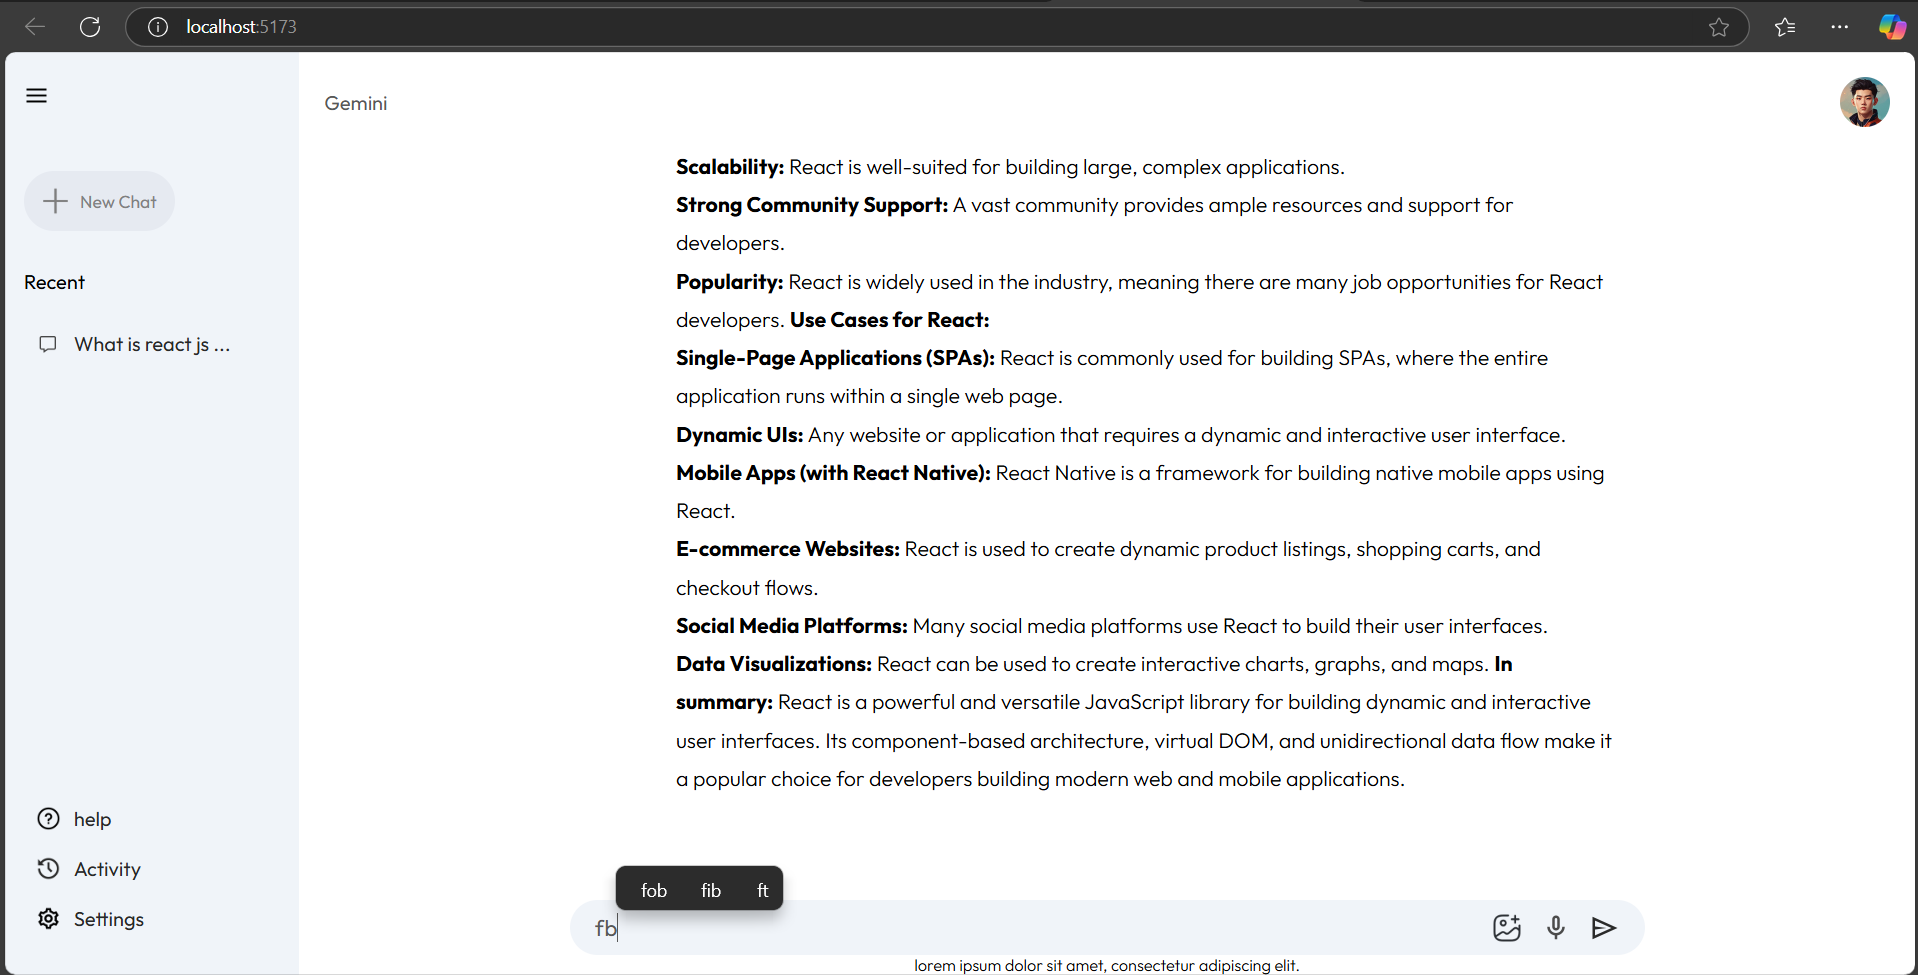 localhost:5173
Gemini
New Chat
Recent
What is react js ...
help
Activity
Settings
Scalability: React is well-suited for building large, complex applications.
Strong Community Support: A vast community provides ample resources and support for
developers.
Popularity: React is widely used in the industry, meaning there are many job opportunities for React
developers. Use Cases for React:
Single-Page Applications (SPAs): React is commonly used for building SPAs, where the entire
application runs within a single web page.
Dynamic UIs: Any website or application that requires a dynamic and interactive user interface.
Mobile Apps (with React Native): React Native is a framework for building native mobile apps using
React.
E-commerce Websites: React is used to create dynamic product listings, shopping carts, and
checkout flows.
Social Media Platforms: Many social media platforms use React to build their user interfaces.
Data Visualizations: React can be used to create interactive charts, graphs, and maps. In
summary: React is a powerful and versatile JavaScript library for building dynamic and interactive
user interfaces. Its component-based architecture, virtual DOM, and unidirectional data flow make it
a popular choice for developers building modern web and mobile applications.
fob fib ft
fb
lorem ipsum dolor sit amet, consectetur adipiscing elit.